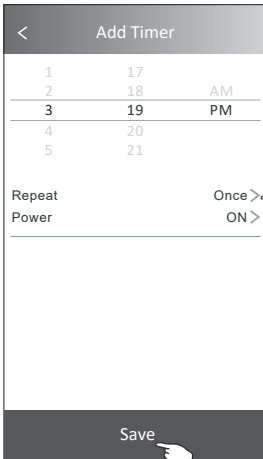 < Add Timer
1 17
2 18 AM
3 19 PM
4 20
5 21
Repeat Once >
Power ON >
Save